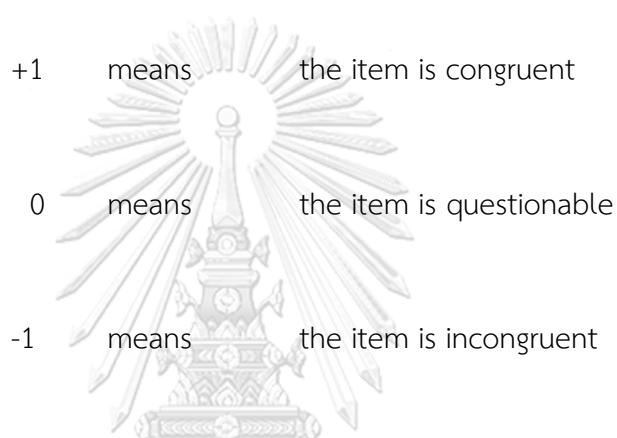 +1 means the item is congruent
0 means the item is questionable
-1 means the item is incongruent